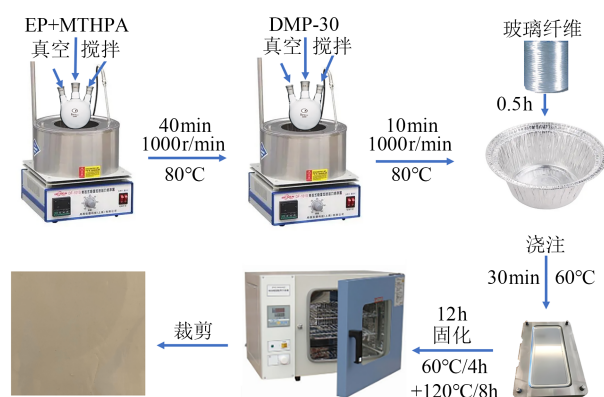 EP+MTHPA
真空 搅拌
40min
1000r/min
80℃
DMP-30
真空 搅拌
10min
1000r/min
80℃
玻璃纤维
0.5h
浇注
30min 60℃
12h
固化
60℃/4h
+120℃/8h
裁剪